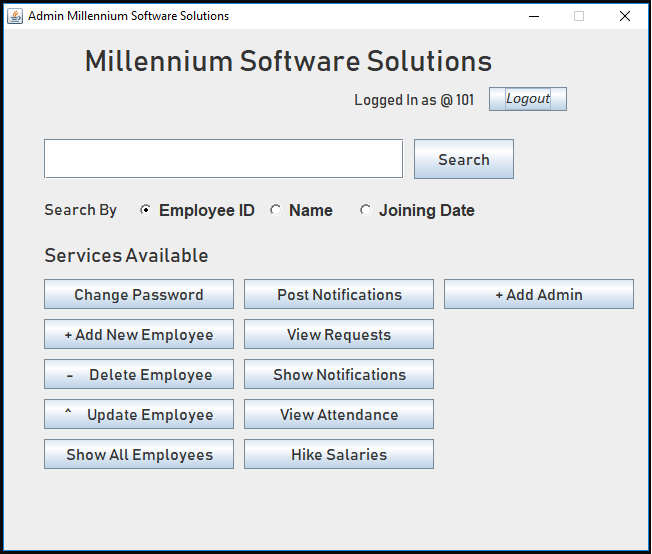 Admin Millennium Software Solutions
Millennium Software Solutions
Logged In as @ 101 Logout
Search
Search By Employee ID Name Joining Date
Services Available
Change Password Post Notifications + Add Admin
+ Add New Employee View Requests
- Delete Employee Show Notifications
^ Update Employee View Attendance
Show All Employees Hike Salaries